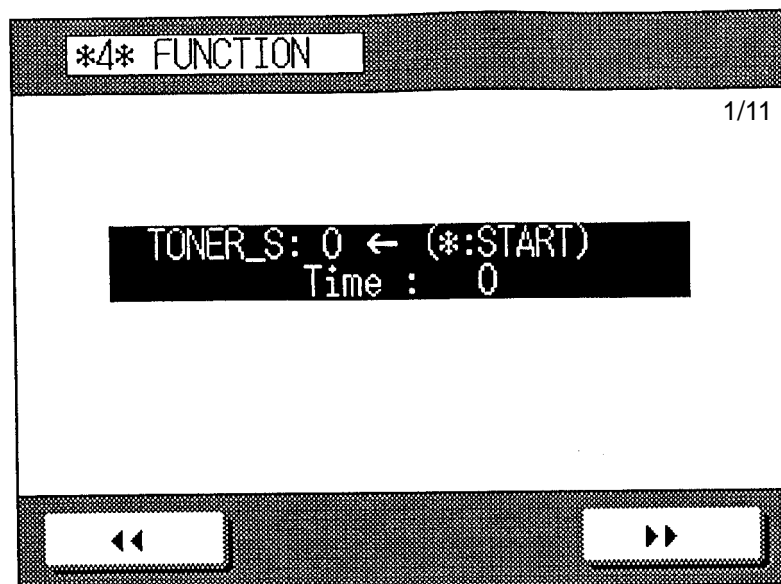 *4* FUNCTION
1/11
TONER_S: 0 ← (*:START)
Time : 0